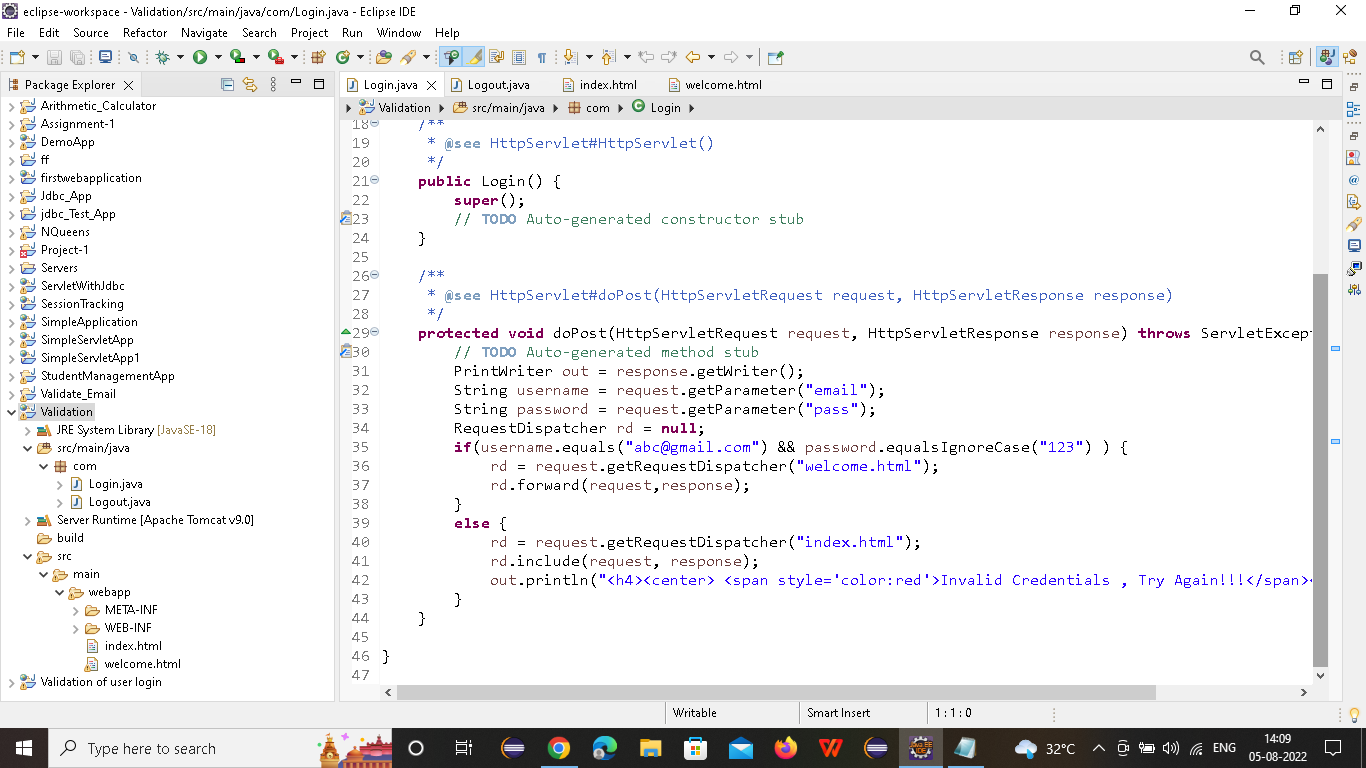 eclipse-workspace - Validation/src/main/java/com/Login.java - Eclipse IDE
File Edit Source Refactor Navigate Search Project Run Window Help
Package Explorer
Login.java Logout.java index.html welcome.html
Validation src/main/java com Login
Arithmetic_Calculator
Assignment-1
DemoApp
ff
firstwebapplication
Jdbc_App
jdbc_Test_App
NQueens
Project-1
Servers
ServletWithJdbc
SessionTracking
SimpleApplication
SimpleServletApp
SimpleServletApp1
StudentManagementApp
Validate_Email
Validation
JRE System Library [JavaSE-18]
src/main/java
com
Login.java
Logout.java
Server Runtime [Apache Tomcat v9.0]
build
src
main
webapp
META-INF
WEB-INF
index.html
welcome.html
Validation of user login
18 /**
19 * @see HttpServlet#HttpServlet()
20 */
21 public Login() {
22 super();
23 // TODO Auto-generated constructor stub
24 }
25
26 /**
27 * @see HttpServlet#doPost(HttpServletRequest request, HttpServletResponse response)
28 */
29 protected void doPost(HttpServletRequest request, HttpServletResponse response) throws ServletExcept
30 // TODO Auto-generated method stub
31 PrintWriter out = response.getWriter();
32 String username = request.getParameter("email");
33 String password = request.getParameter("pass");
34 RequestDispatcher rd = null;
35 if(username.equals("abc@gmail.com") && password.equalsIgnoreCase("123") ) {
36 rd = request.getRequestDispatcher("welcome.html");
37 rd.forward(request,response);
38 }
39 else {
40 rd = request.getRequestDispatcher("index.html");
41 rd.include(request, response);
42 out.println("<h4><center> <span style='color:red'>Invalid Credentials , Try Again!!!</span><
43 }
44 }
45
46 }
47
Writable Smart Insert 1 : 1 : 0
Type here to search
32°C ENG 14:09
05-08-2022